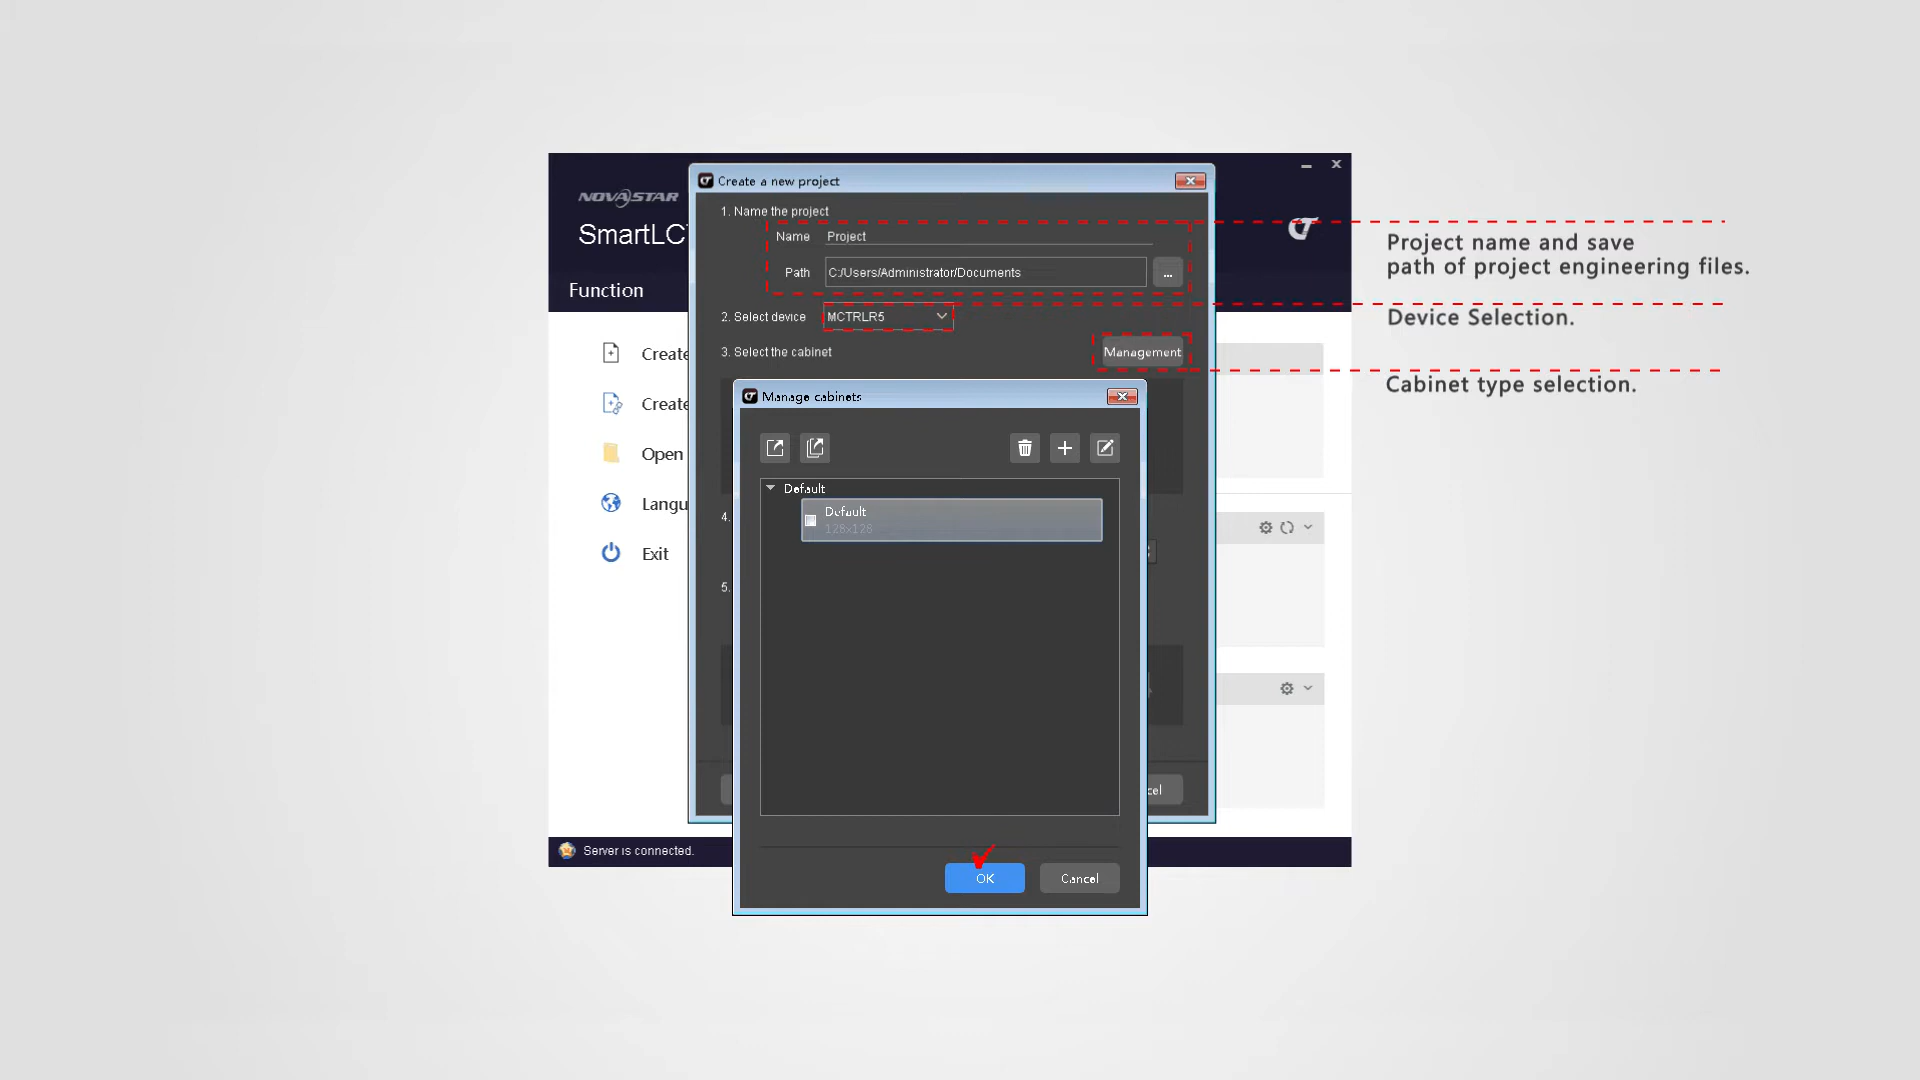 Create a new project
NOVASTAR
SmartLC
Function
1. Name the project
Name Project
Path C:/Users/Administrator/Documents ...
2. Select device MCTRLR5
3. Select the cabinet Management
Project name and save
path of project engineering files.
Device Selection.
Cabinet type selection.
Create
Create
Open
Langu
Exit
Manage cabinets
Default
Default
128x128
4.
5.
cel
OK Cancel
Server is connected.